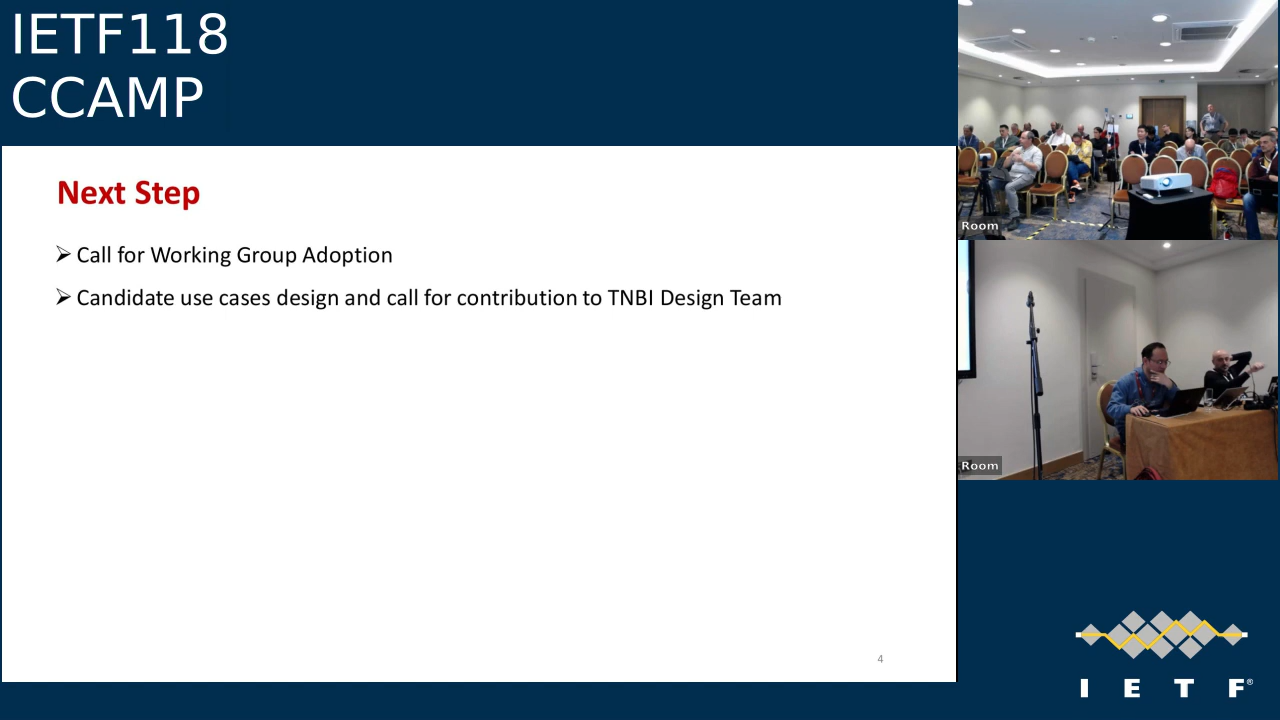 IETF118
CCAMP
Next Step
➢ Call for Working Group Adoption
➢ Candidate use cases design and call for contribution to TNBI Design Team
4
Room
Room
I E T F®